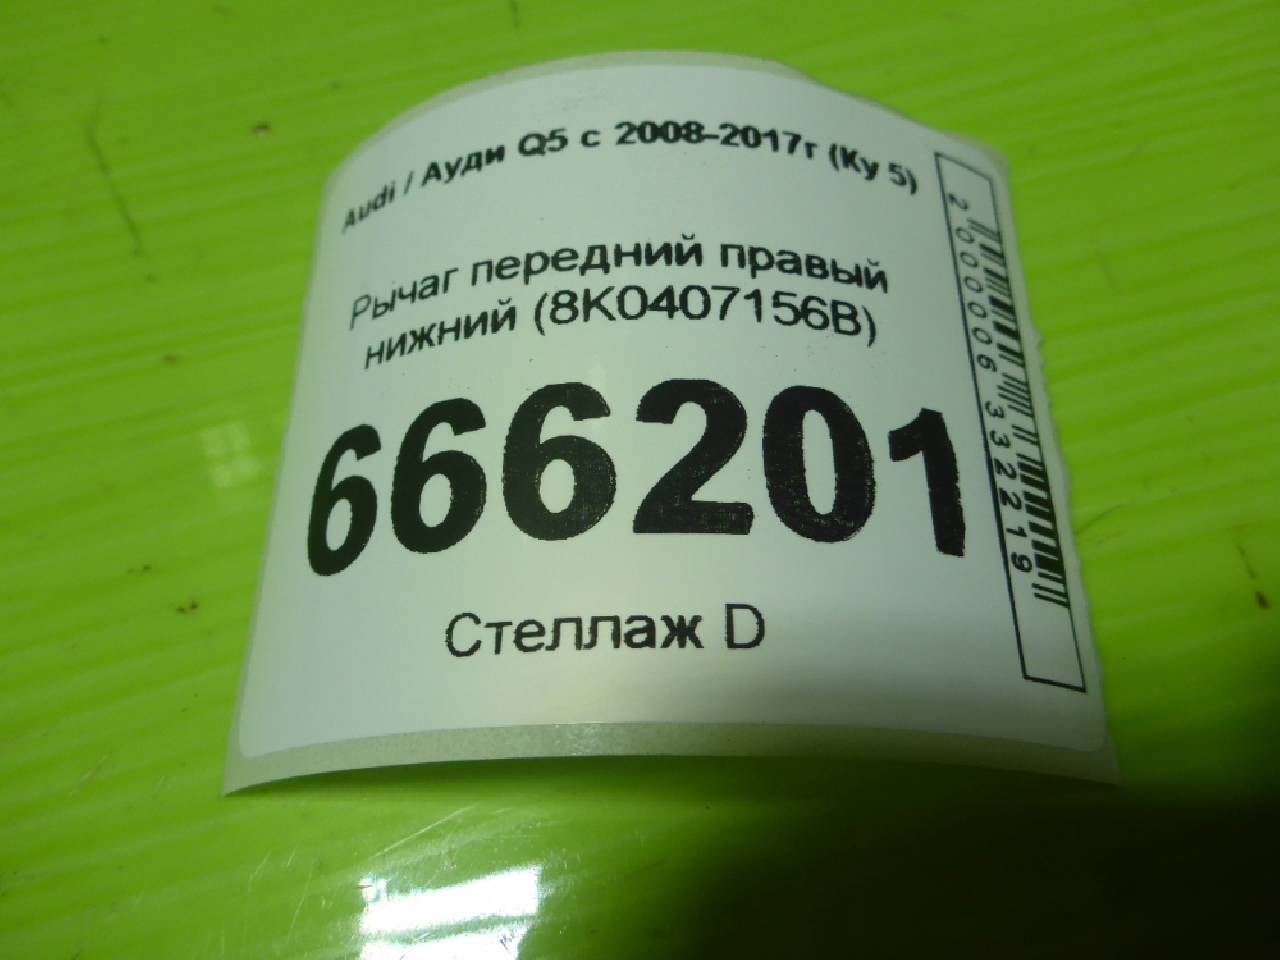 Audi / Ауди Q5 с 2008-2017г (Ку 5)
Рычаг передний правый
нижний (8K0407156B)
666201
Стеллаж D
2000006332219